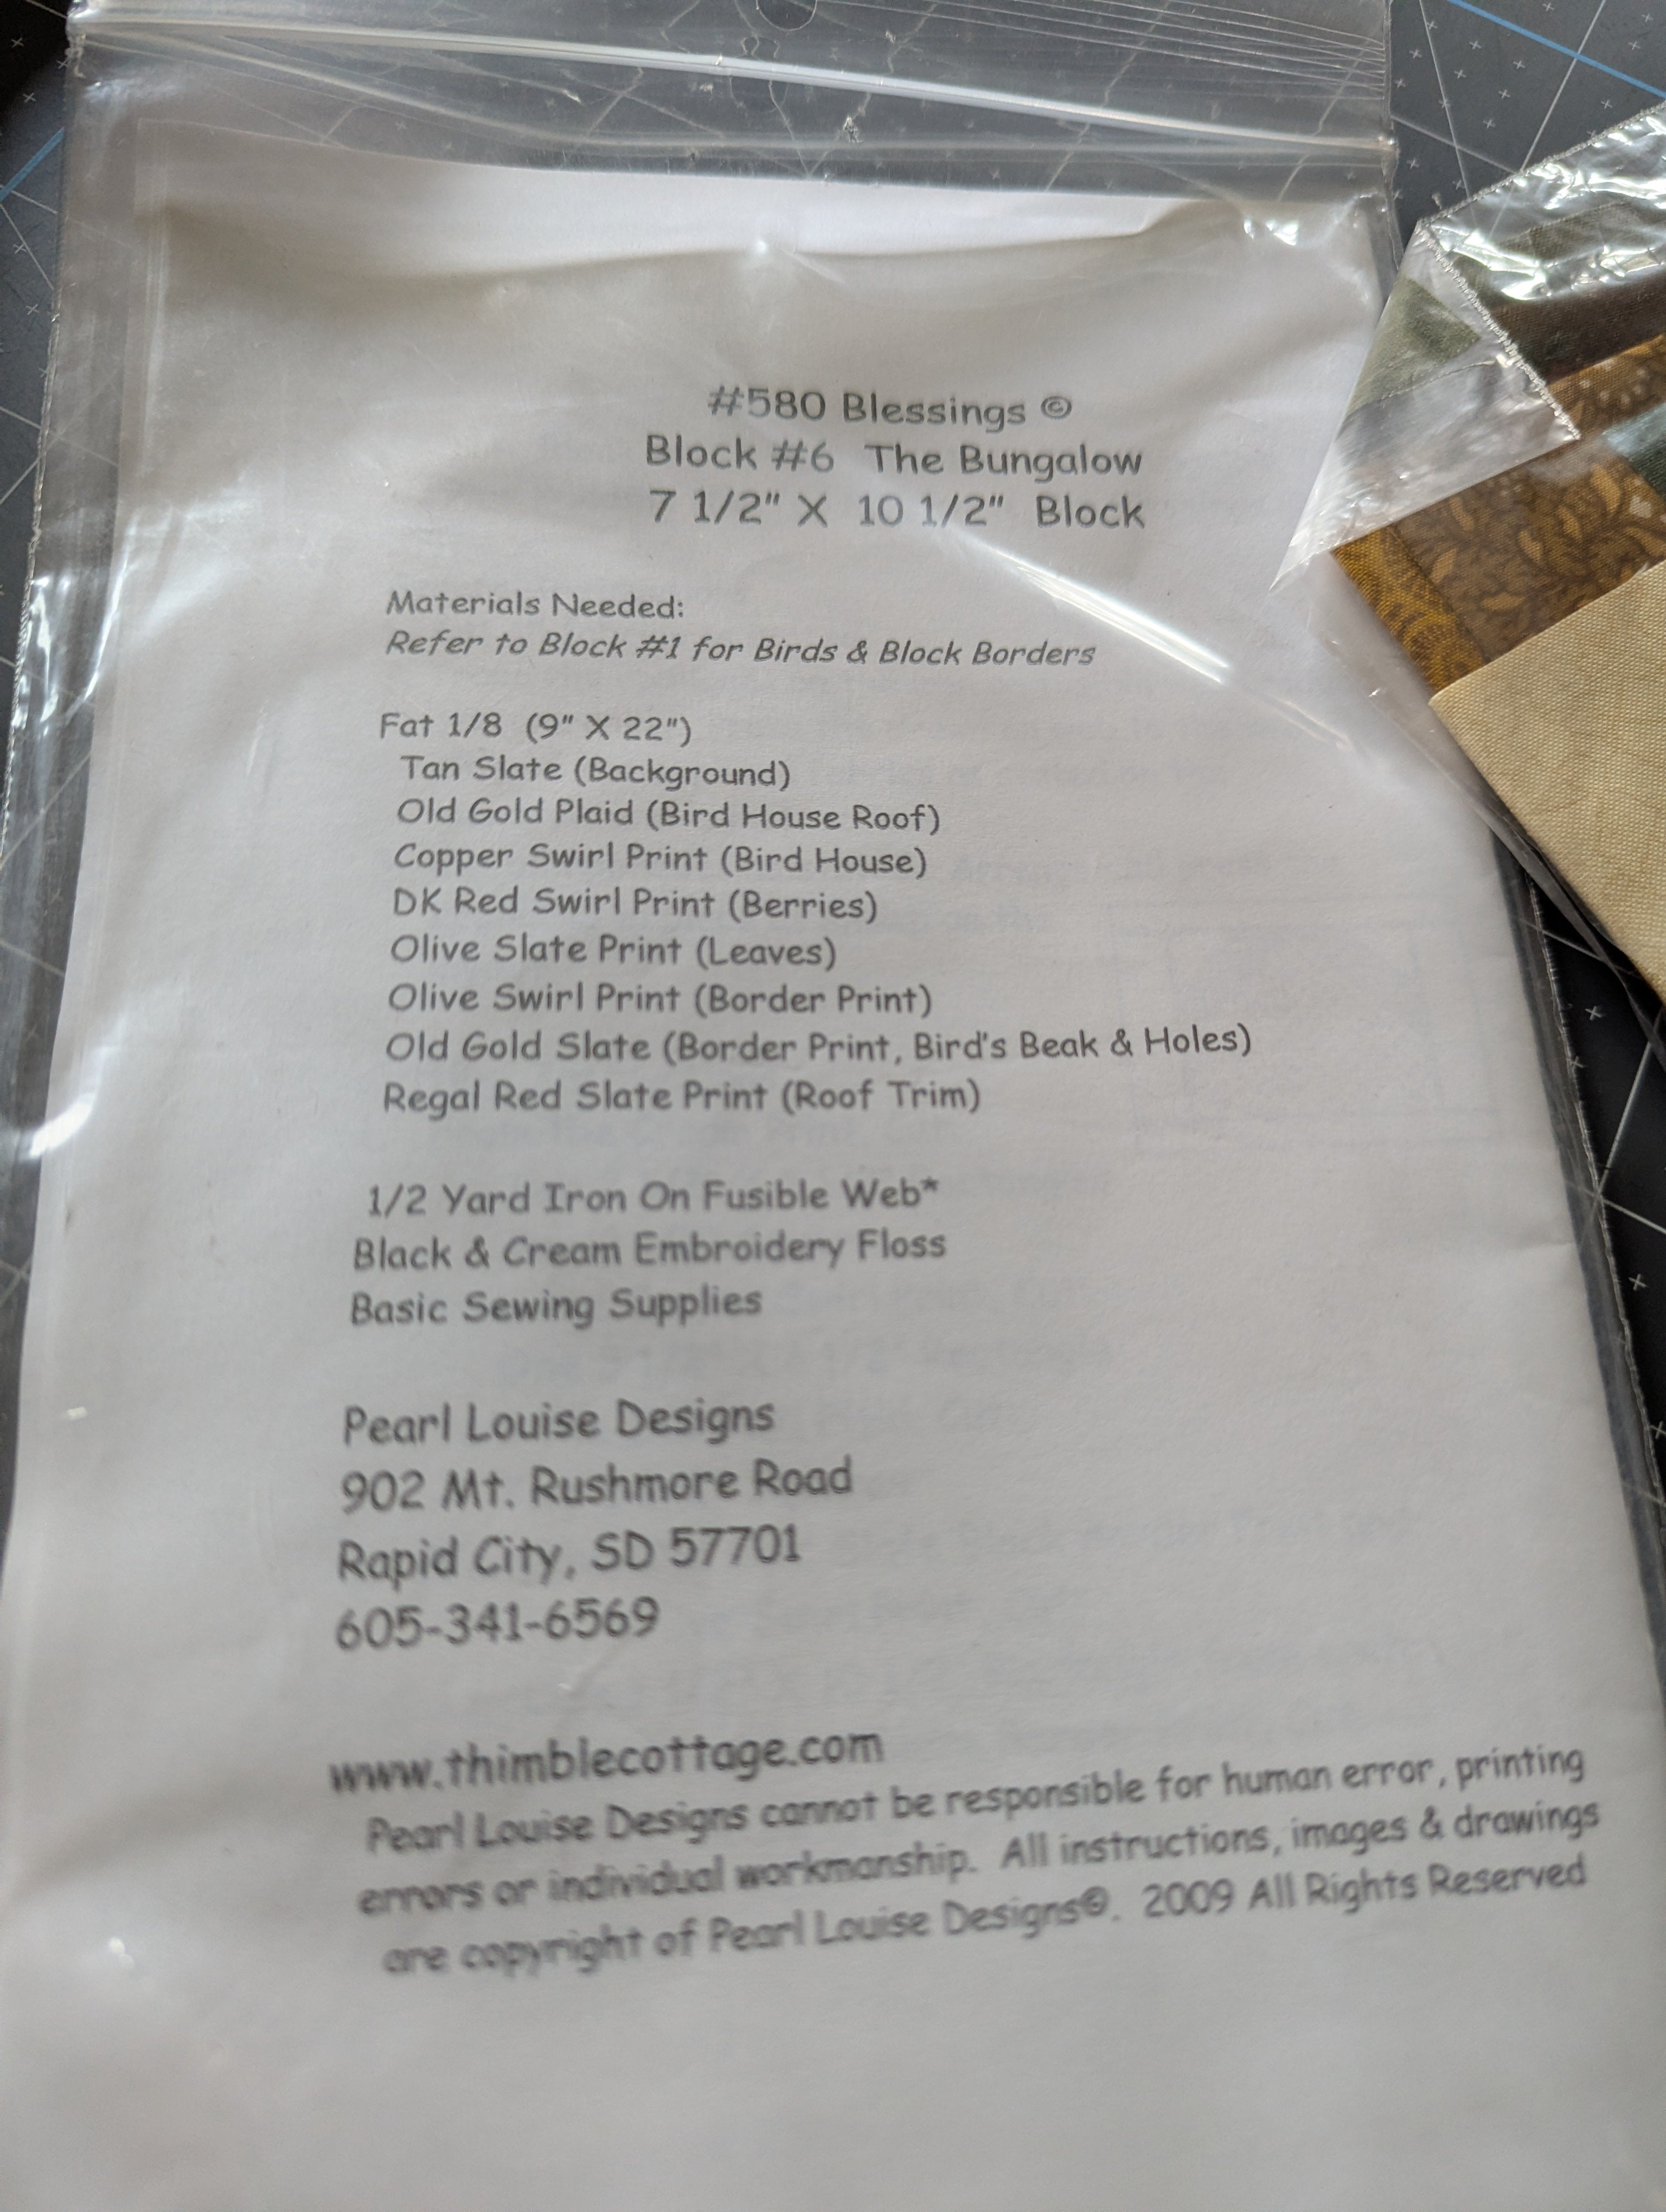 #580 Blessings ©
Block #6 The Bungalow
7 1/2" X 10 1/2" Block
Materials Needed:
Refer to Block #1 for Birds & Block Borders
Fat 1/8 (9" X 22")
Tan Slate (Background)
Old Gold Plaid (Bird House Roof)
Copper Swirl Print (Bird House)
DK Red Swirl Print (Berries)
Olive Slate Print (Leaves)
Olive Swirl Print (Border Print)
Old Gold Slate (Border Print, Bird's Beak & Holes)
Regal Red Slate Print (Roof Trim)
1/2 Yard Iron On Fusible Web*
Black & Cream Embroidery Floss
Basic Sewing Supplies
Pearl Louise Designs
902 Mt. Rushmore Road
Rapid City, SD 57701
605-341-6569
www.thimblecottage.com
Pearl Louise Designs cannot be responsible for human error, printing
errors or individual workmanship. All instructions, images & drawings
are copyright of Pearl Louise Designs©. 2009 All Rights Reserved